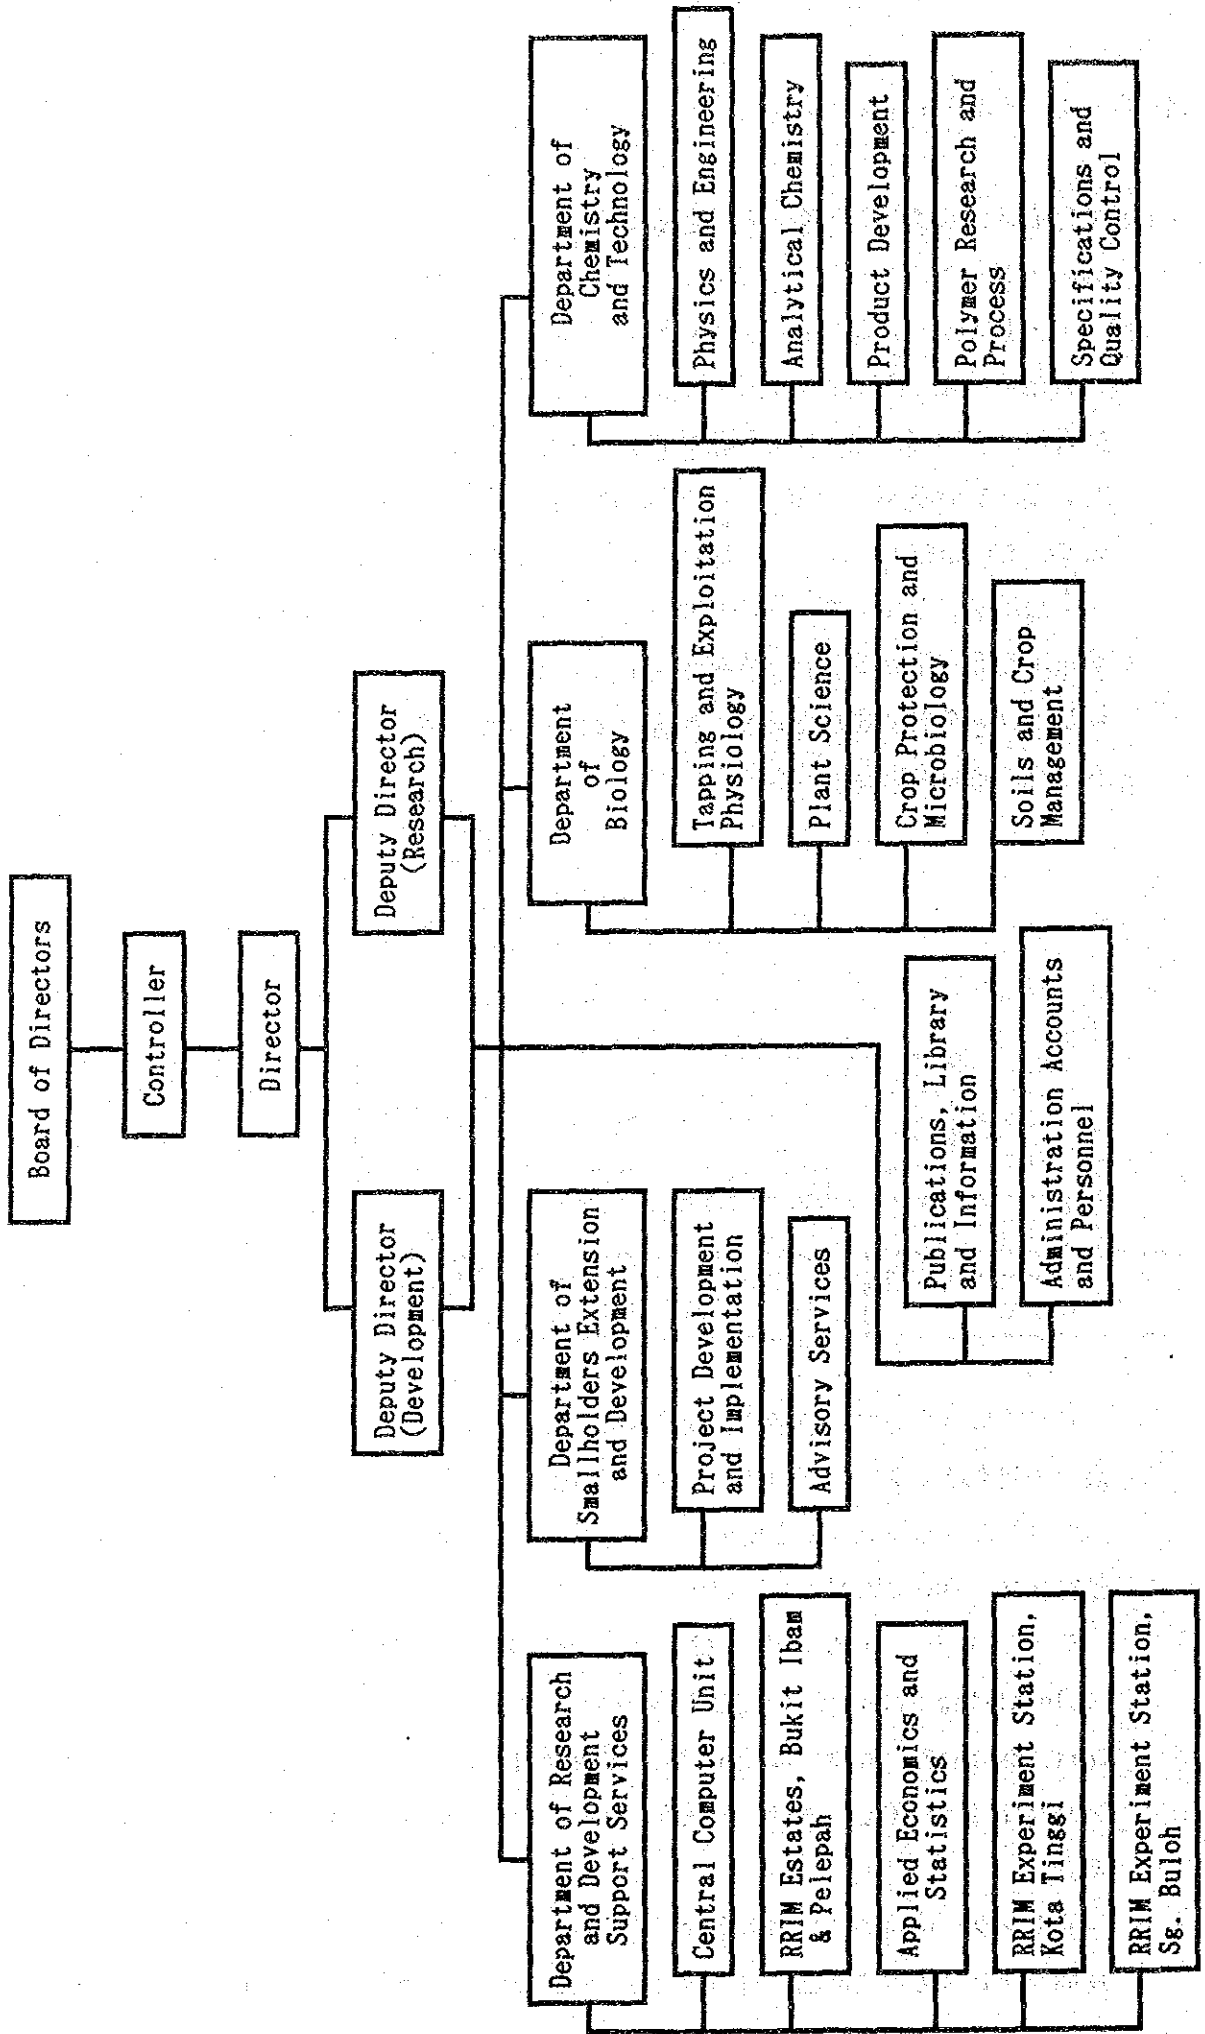 Board of Directors
Controller
Director
Deputy Director
(Development)
Deputy Director
(Research)
Department of Research
and Development
Support Services
Central Computer Unit
RRIM Estates, Bukit Ibam
& Pelepah
Applied Economics and
Statistics
RRIM Experiment Station,
Kota Tinggi
RRIM Experiment Station,
Sg. Buloh
Department of
Smallholders Extension
and Development
Project Development
and Implementation
Advisory Services
Publications, Library
and Information
Administration Accounts
and Personnel
Department
of
Biology
Tapping and Exploitation
Physiology
Plant Science
Crop Protection and
Microbiology
Soils and Crop
Management
Department of
Chemistry
and Technology
Physics and Engineering
Analytical Chemistry
Product Development
Polymer Research and
Process
Specifications and
Quality Control